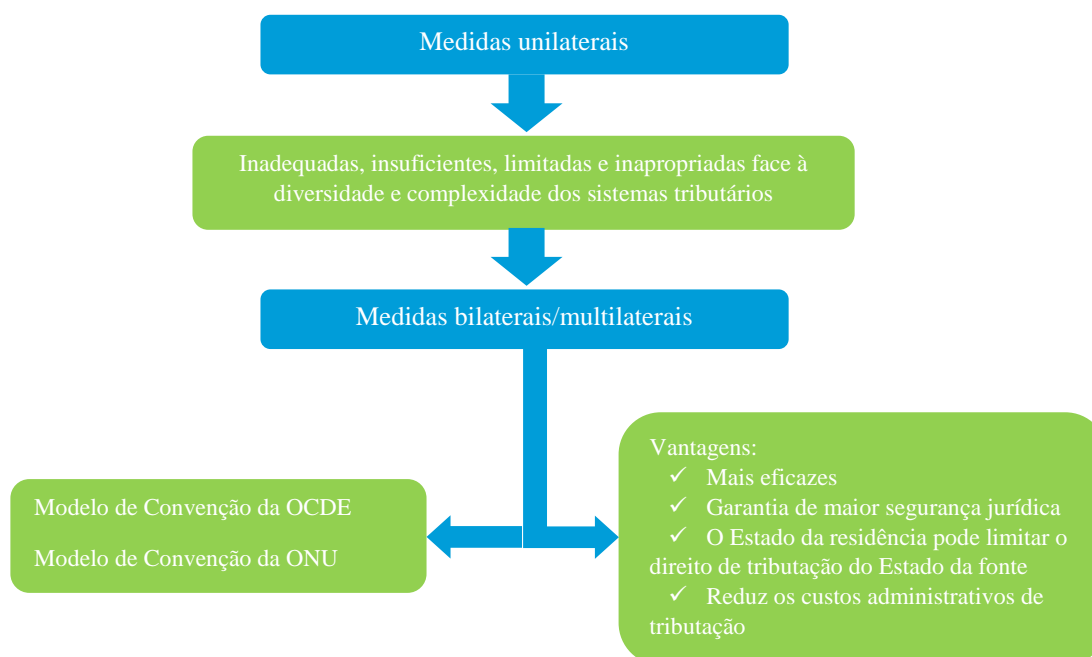 Medidas unilaterais
Inadequadas, insuficientes, limitadas e inapropriadas face à
diversidade e complexidade dos sistemas tributários
Medidas bilaterais/multilaterais
Modelo de Convenção da OCDE
Modelo de Convenção da ONU
Vantagens:
✓ Mais eficazes
✓ Garantia de maior segurança jurídica
✓ O Estado da residência pode limitar o
direito de tributação do Estado da fonte
✓ Reduz os custos administrativos de
tributação